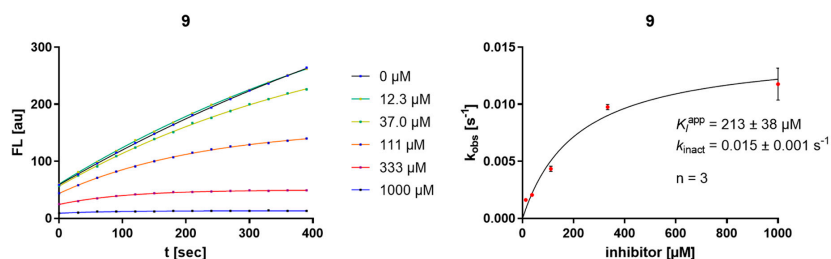 9
300
200
100
0
0
100
200
300
400
FL [au]
t [sec]
0 µM
12.3 µM
37.0 µM
111 µM
333 µM
1000 µM
9
0.015
0.010
0.005
0.000
0
200
400
600
800
1000
kobs [s-1]
inhibitor [µM]
KIapp = 213 ± 38 µM
kinact = 0.015 ± 0.001 s-1
n = 3